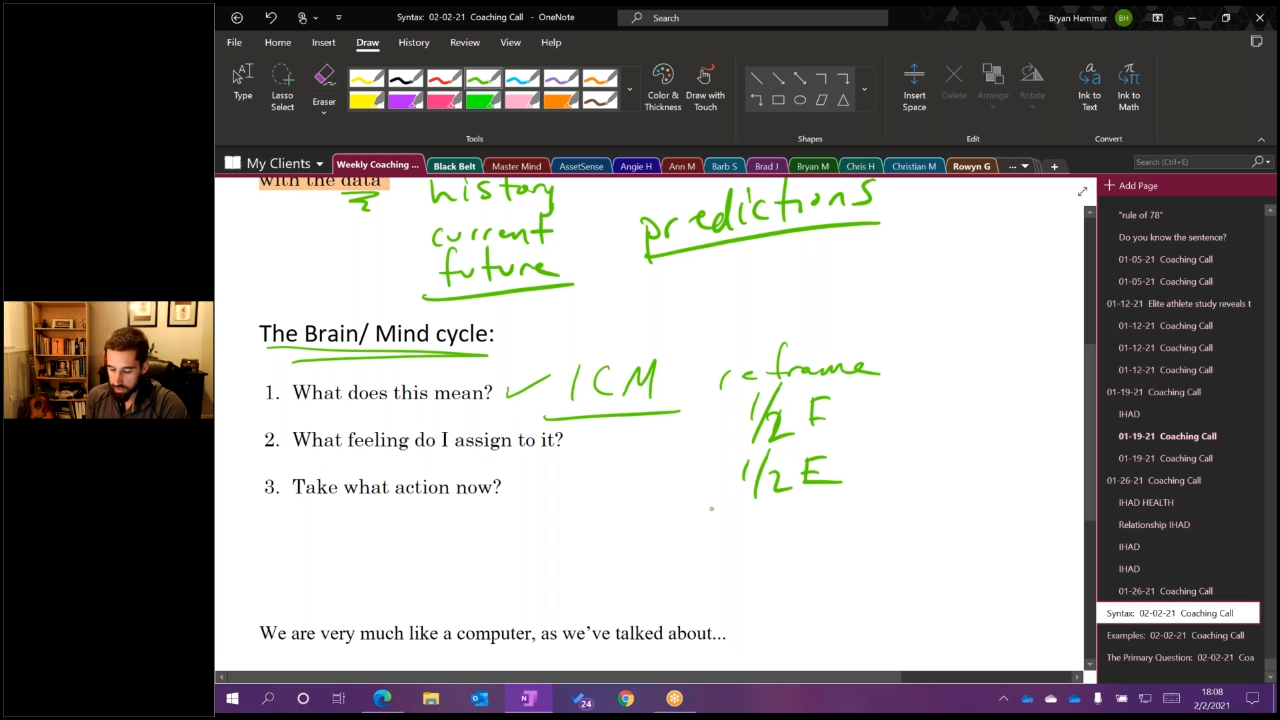 Syntax: 02-02-21 Coaching Call - OneNote
Search
Bryan Hemmer
BH
File Home Insert Draw History Review View Help
Type
Lasso Select
Eraser
Color & Thickness
Draw with Touch
Insert Space
Delete
Arrange
Rotate
Ink to Text
Ink to Math
Tools
Shapes
Edit
Convert
My Clients
Weekly Coaching ... Black Belt Master Mind AssetSense Angie H Ann M Barb S Brad J Bryan M Chris H Christian M Rowyn G ...
Search (Ctrl+E)
with the data
history
current
future
predictions
The Brain/ Mind cycle:
1. What does this mean? ICM
2. What feeling do I assign to it?
3. Take what action now?
reframe
1/2 F
1/2 E
We are very much like a computer, as we’ve talked about...
Add Page
"rule of 78"
Do you know the sentence?
01-05-21 Coaching Call
01-05-21 Coaching Call
01-12-21 Elite athlete study reveals t
01-12-21 Coaching Call
01-12-21 Coaching Call
01-12-21 Coaching Call
01-19-21 Coaching Call
IHAD
01-19-21 Coaching Call
01-19-21 Coaching Call
01-26-21 Coaching Call
IHAD HEALTH
Relationship IHAD
IHAD
IHAD
01-26-21 Coaching Call
Syntax: 02-02-21 Coaching Call
Examples: 02-02-21 Coaching Call
The Primary Question: 02-02-21 Coa
24
18:08
2/2/2021